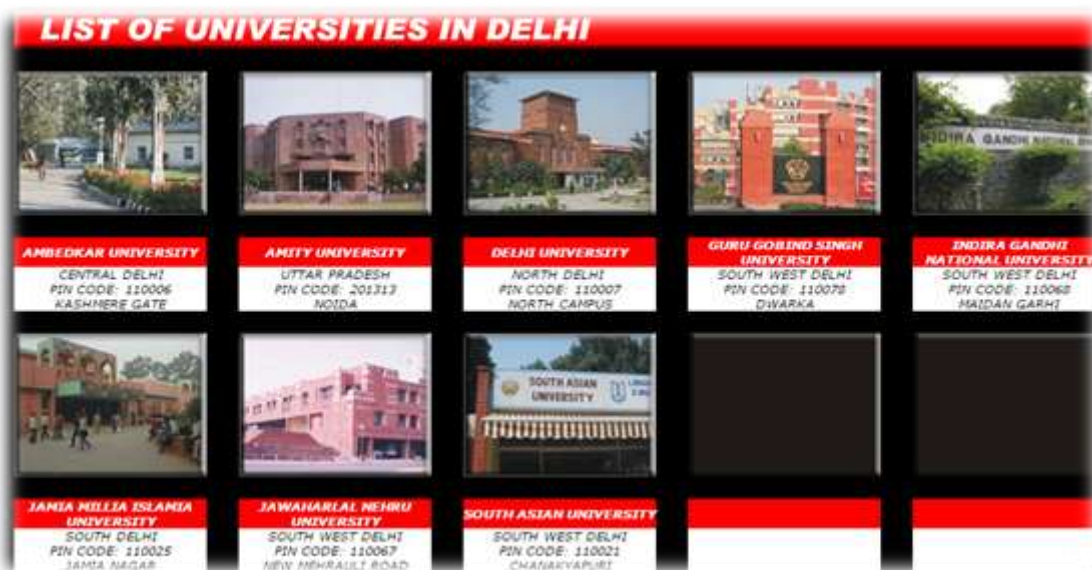 LIST OF UNIVERSITIES IN DELHI
INDIRA GANDHI NATIONAL
AMBEDKAR UNIVERSITY
CENTRAL DELHI
PIN CODE: 110006
KASHMERE GATE
AMITY UNIVERSITY
UTTAR PRADESH
PIN CODE: 201313
NOIDA
DELHI UNIVERSITY
NORTH DELHI
PIN CODE: 110007
NORTH CAMPUS
GURU GOBIND SINGH
UNIVERSITY
SOUTH WEST DELHI
PIN CODE: 110078
DWARKA
INDIRA GANDHI
NATIONAL UNIVERSITY
SOUTH WEST DELHI
PIN CODE: 110068
MAIDAN GARHI
SOUTH ASIAN
UNIVERSITY
JAMIA MILLIA ISLAMIA
UNIVERSITY
SOUTH DELHI
PIN CODE: 110025
JAMIA NAGAR
JAWAHARLAL NEHRU
UNIVERSITY
SOUTH WEST DELHI
PIN CODE: 110067
NEW MEHRAULI ROAD
SOUTH ASIAN UNIVERSITY
SOUTH WEST DELHI
PIN CODE: 110021
CHANAKYAPURI